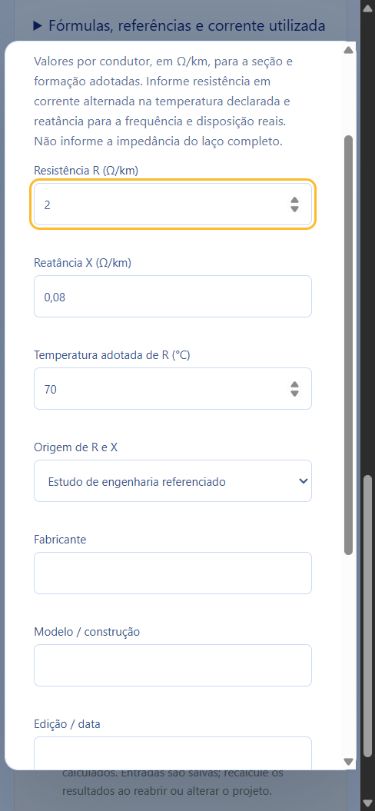 ▶ Fórmulas, referências e corrente utilizada
Valores por condutor, em Ω/km, para a seção e
formação adotadas. Informe resistência em
corrente alternada na temperatura declarada e
reatância para a frequência e disposição reais.
Não informe a impedância do laço completo.
Resistência R (Ω/km)
2
Reatância X (Ω/km)
0,08
Temperatura adotada de R (°C)
70
Origem de R e X
Estudo de engenharia referenciado
Fabricante
Modelo / construção
Edição / data
calculados. Entradas são salvas; recalcule os
resultados ao reabrir ou alterar o projeto.